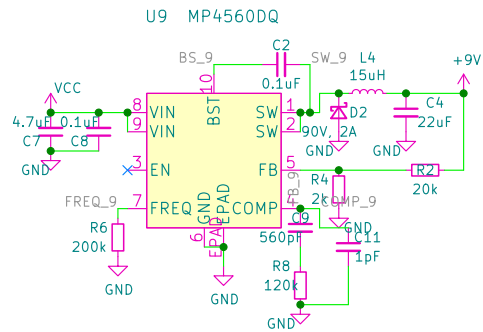 U9 MP4560DQ
BS_9 C2 SW_9
0.1uF
L4
15uH
+9V
VCC
4.7uF 0.1uF
C7 C8
GND
8 VIN
9 VIN
3 EN
7 FREQ
10 BST
SW 1
SW 2
FB 5
COMP 4
GND 6
EPAD
EPAD
D2
90V, 2A
GND
C4
22uF
GND
FB_9
R4
2k
COMP_9
GND
R2
20k
FREQ_9
R6
200k
GND
GND
C9
560pF
C11
1pF
R8
120k
GND